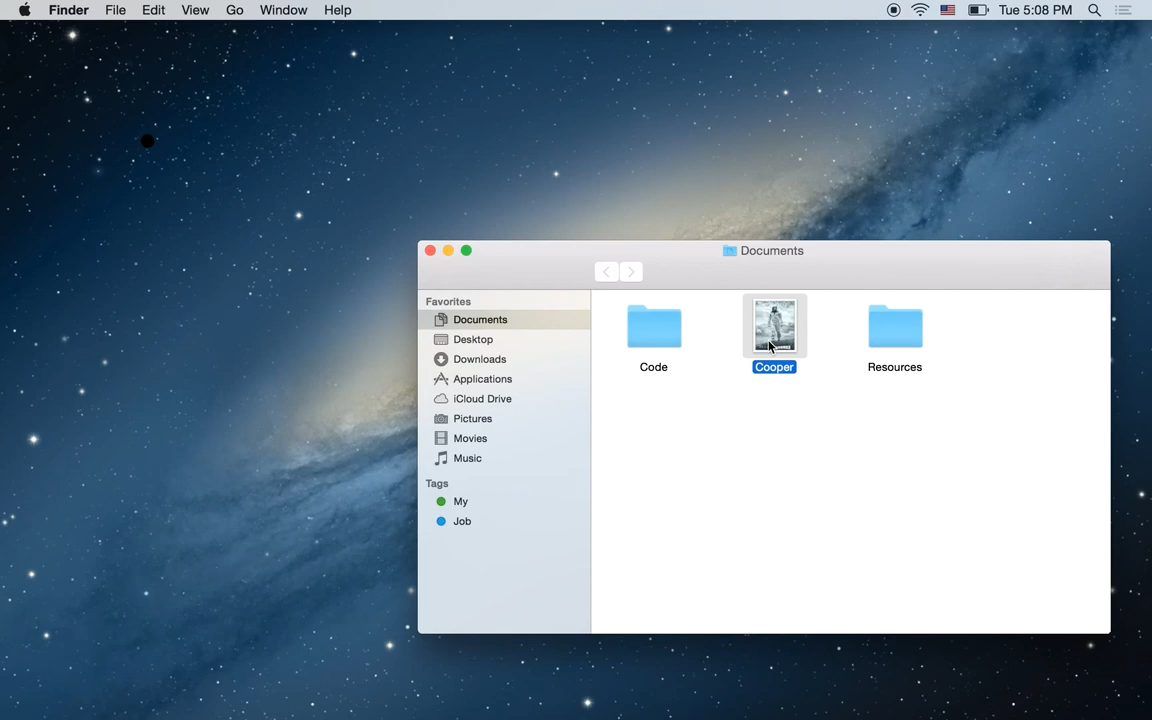 Finder File Edit View Go Window Help Tue 5:08 PM
Documents
Favorites
Documents
Desktop
Downloads
Applications
iCloud Drive
Pictures
Movies
Music
Tags
My
Job
Code Cooper Resources